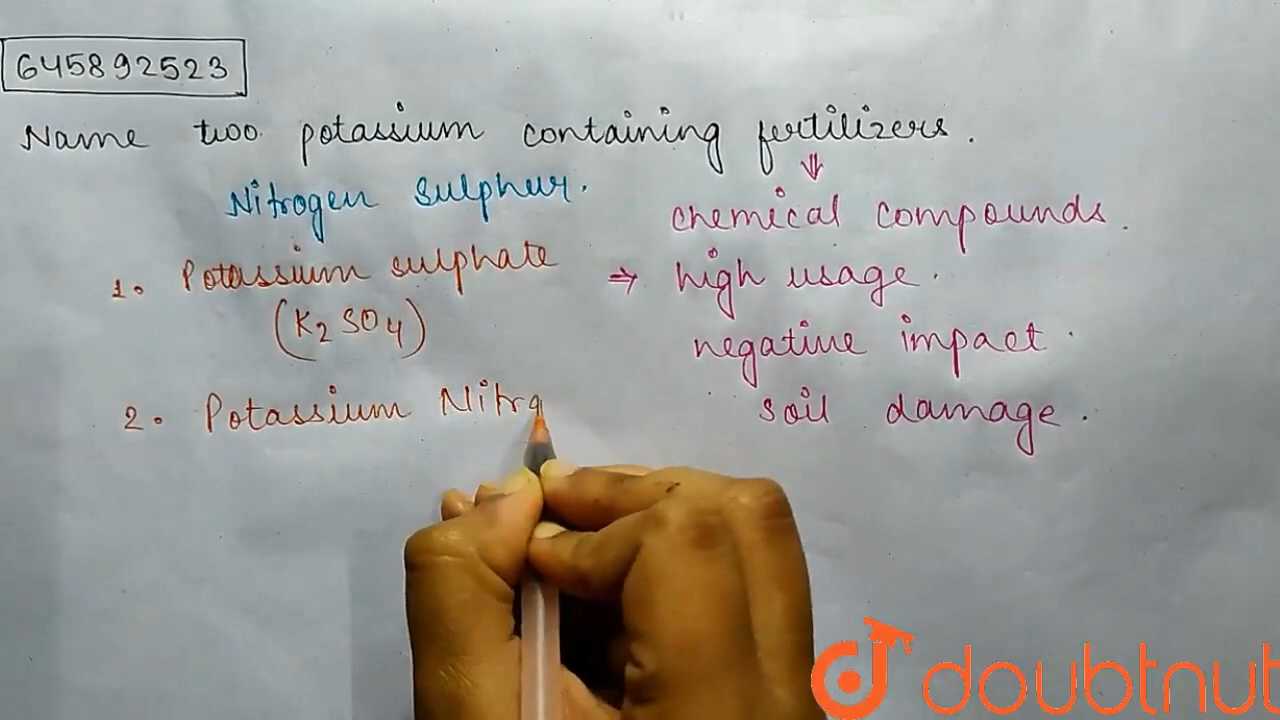 645892523
Name two potassium containing fertilizers.
Nitrogen sulphur.
⇓
chemical compounds.
1. Potassium sulphate
(K2SO4)
⇒ high usage.
negative impact.
soil damage.
2. Potassium Nitra
doubtnut